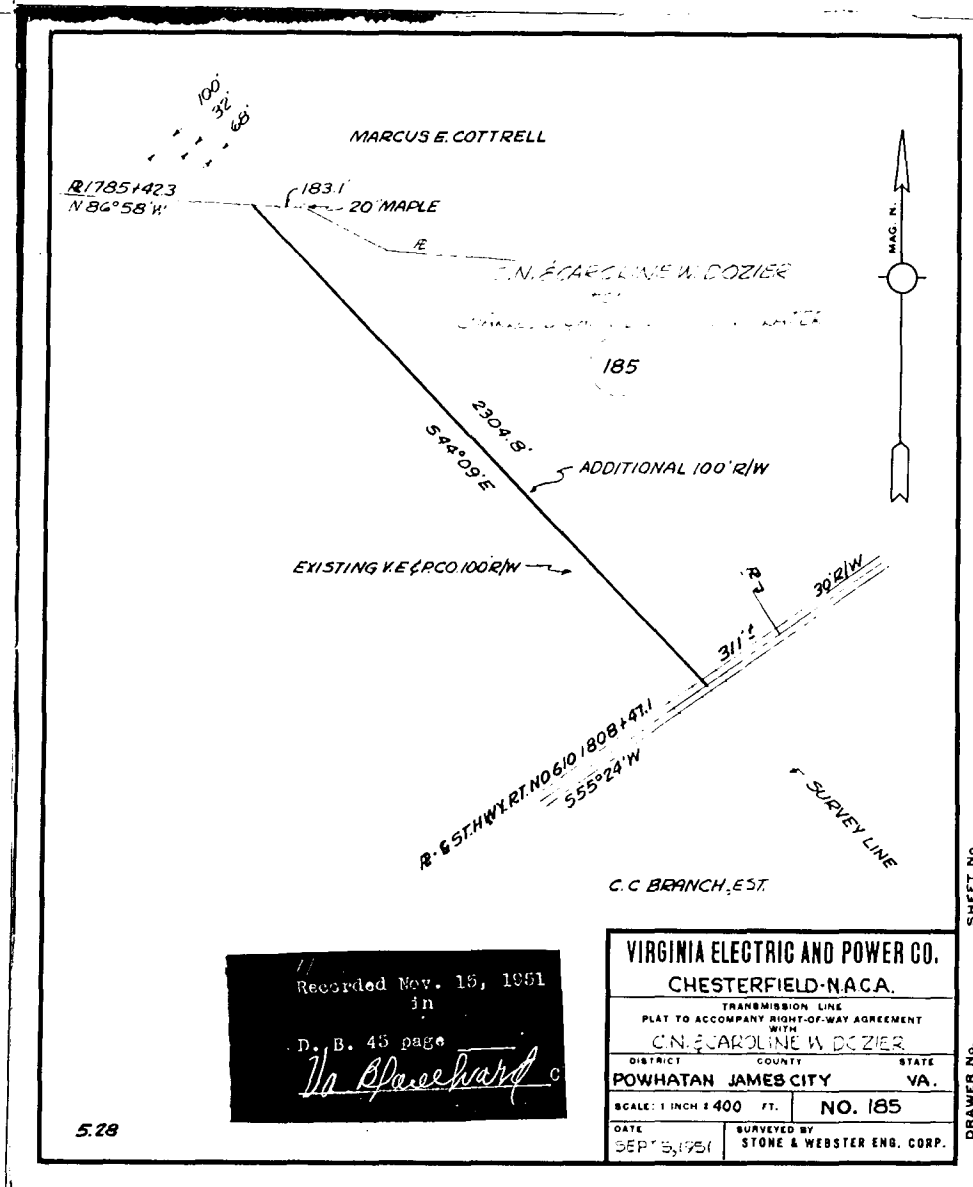 100'
32'
68'
MARCUS E. COTTRELL
1785+42.3
N 86°58'W
183.1'
20" MAPLE
C.N. & CAROLINE W. DOZIER
185
2304.8'
S44°09'E
ADDITIONAL 100' R/W
EXISTING V.E & P.CO. 100' R/W
MAG. N.
30' R/W
311' ±
ST. HWY. RT. NO 610 1808+47.1
S55°24'W
SURVEY LINE
C.C BRANCH, EST.
SHEET No.
DRAWER No.
Recorded Nov. 15, 1951
in
D. B. 45 page
C
5.28
VIRGINIA ELECTRIC AND POWER CO.
CHESTERFIELD-N.A.C.A.
TRANSMISSION LINE
PLAT TO ACCOMPANY RIGHT-OF-WAY AGREEMENT
WITH
C.N. & CAROLINE W. DOZIER
DISTRICT COUNTY STATE
POWHATAN JAMES CITY VA.
SCALE: 1 INCH = 400 FT. NO. 185
DATE SURVEYED BY
SEPT 5, 1951 STONE & WEBSTER ENG. CORP.